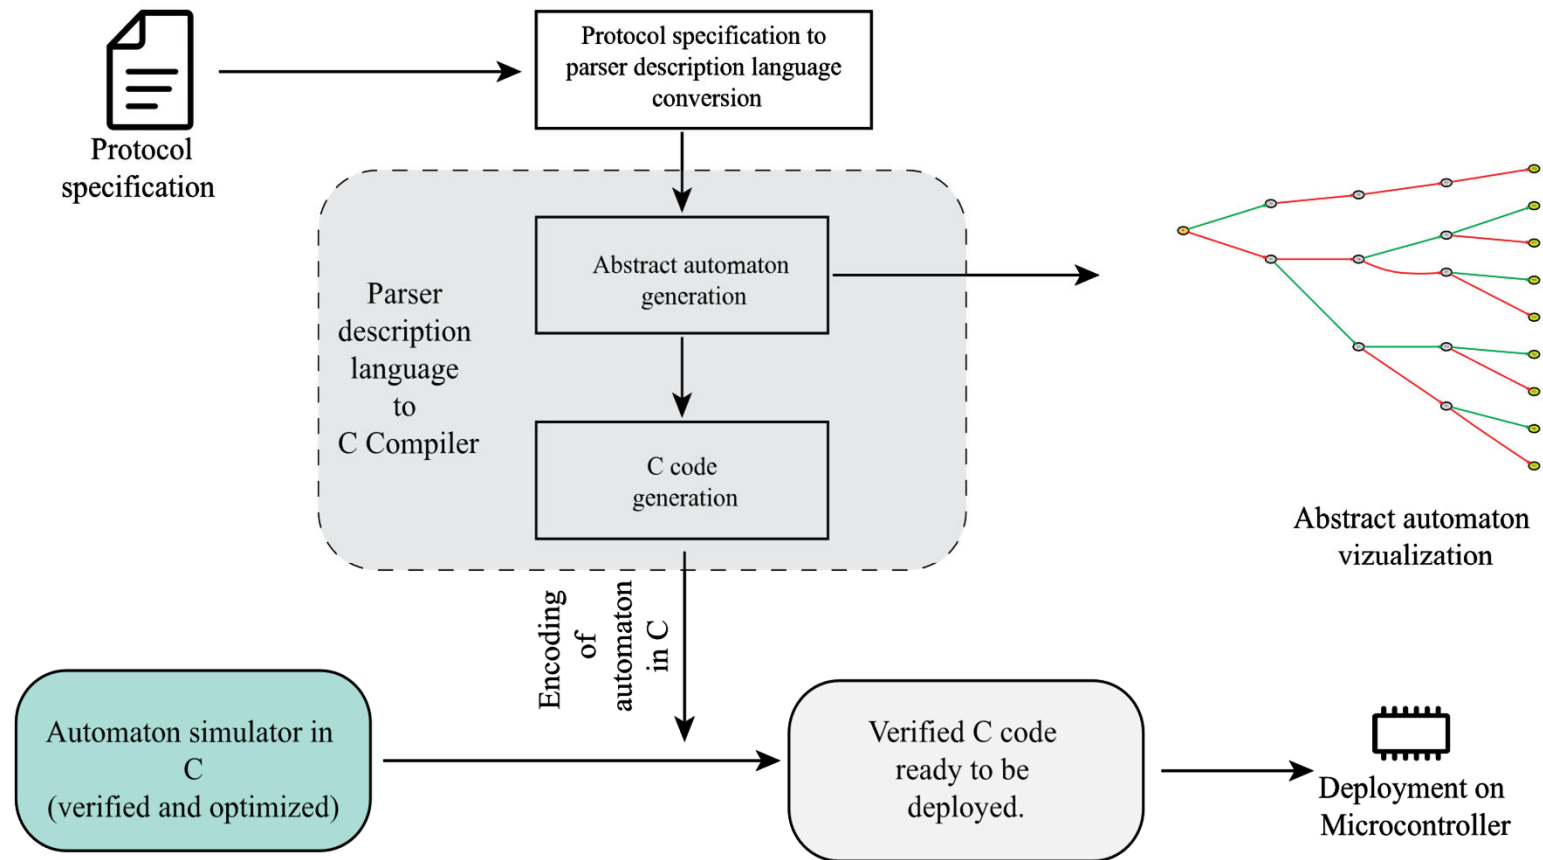 Protocol specification to
parser description language
conversion
Protocol
specification
Abstract automaton
generation
Parser
description
language
to
C Compiler
C code
generation
Abstract automaton
vizualization
Encoding
of
automaton
in C
Automaton simulator in
C
(verified and optimized)
Verified C code
ready to be
deployed.
Deployment on
Microcontroller